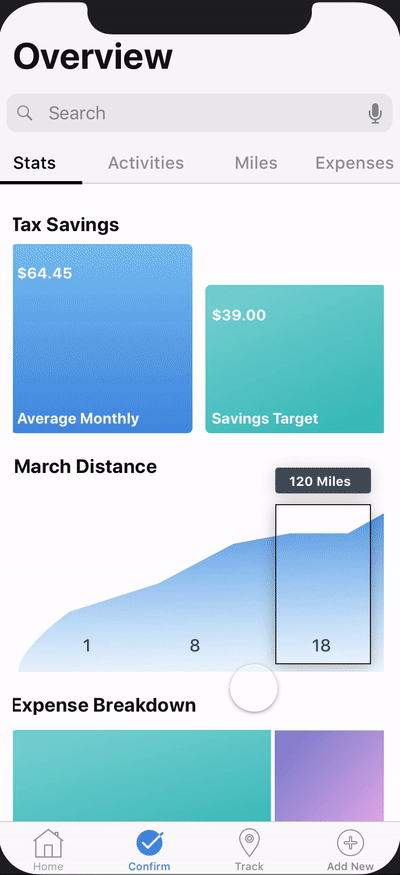 Overview
Search
Stats Activities Miles Expenses
Tax Savings
$64.45
$39.00
Average Monthly
Savings Target
March Distance
120 Miles
1 8 18
Expense Breakdown
Home Confirm Track Add New